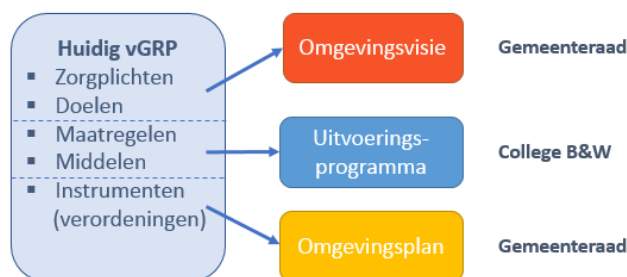 Huidig vGRP
▪ Zorgplichten
▪ Doelen
▪ Maatregelen
▪ Middelen
▪ Instrumenten
(verordeningen)
Omgevingsvisie
Gemeenteraad
Uitvoerings-
programma
College B&W
Omgevingsplan
Gemeenteraad